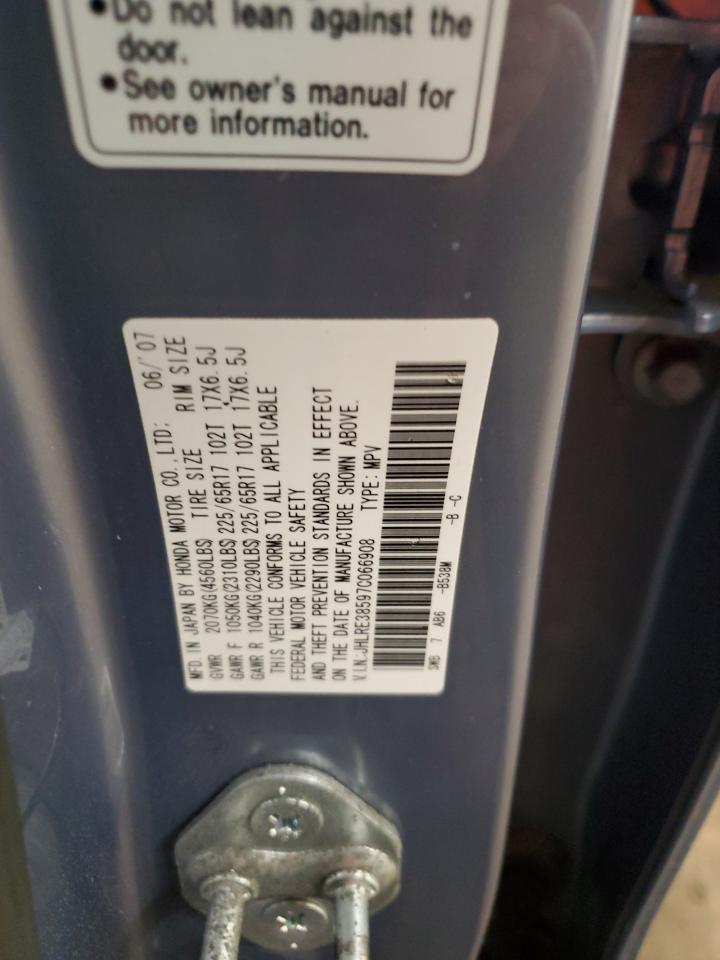 •Do not lean against the
door.
•See owner's manual for
more information.
MFD. IN JAPAN BY HONDA MOTOR CO., LTD; 06/'07
GVWR 2070KG(4560LBS) TIRE SIZE RIM SIZE
GAWR F 1050KG(2310LBS) 225/65R17 102T 17X6.5J
GAWR R 1040KG(2290LBS) 225/65R17 102T 17X6.5J
THIS VEHICLE CONFORMS TO ALL APPLICABLE
FEDERAL MOTOR VEHICLE SAFETY
AND THEFT PREVENTION STANDARDS IN EFFECT
ON THE DATE OF MANUFACTURE SHOWN ABOVE.
V.I.N.:JHLRE38597C066908 TYPE: MPV
SWB 7 AB6 -B538M -B -C